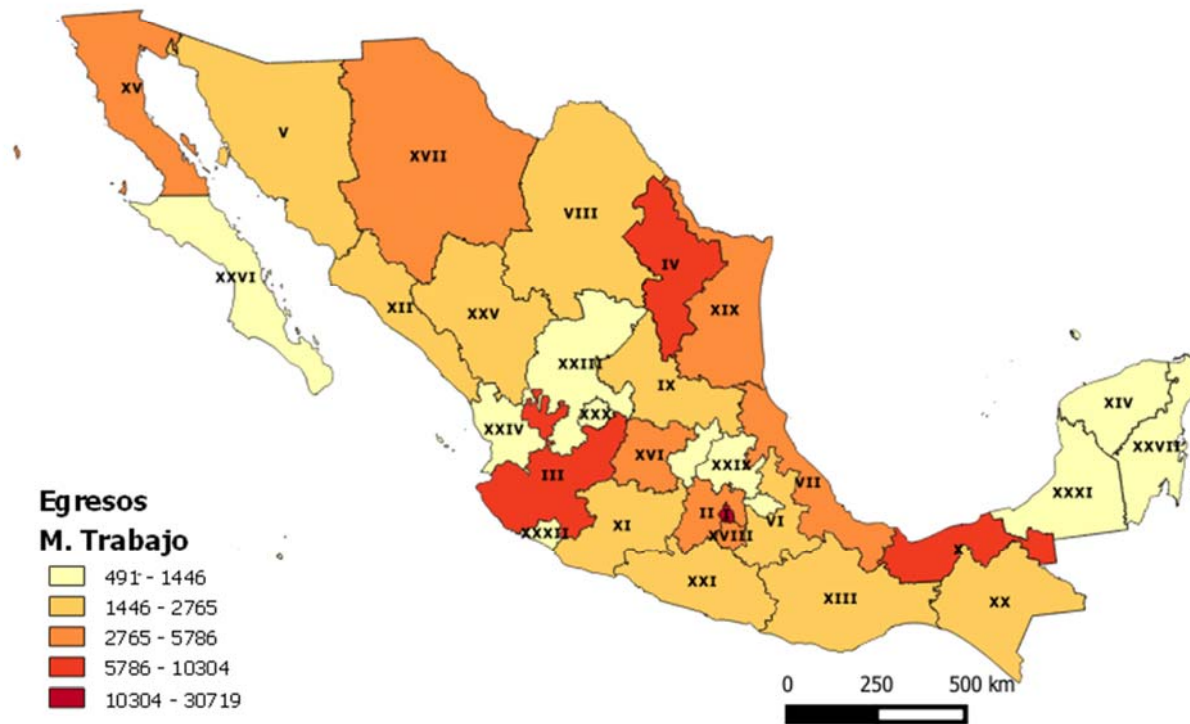 XV
V
XVII
VIII
IV
XXVI
XII
XXV
XIX
XXIII
IX
XXIV
XXX
XIV
XXVII
III
XVI
XXIX
XXXI
VII
II
I
VI
XXXII
XI
XVIII
X
XXI
XIII
XX
Egresos
M. Trabajo
491 - 1446
1446 - 2765
2765 - 5786
5786 - 10304
10304 - 30719
0 250 500 km